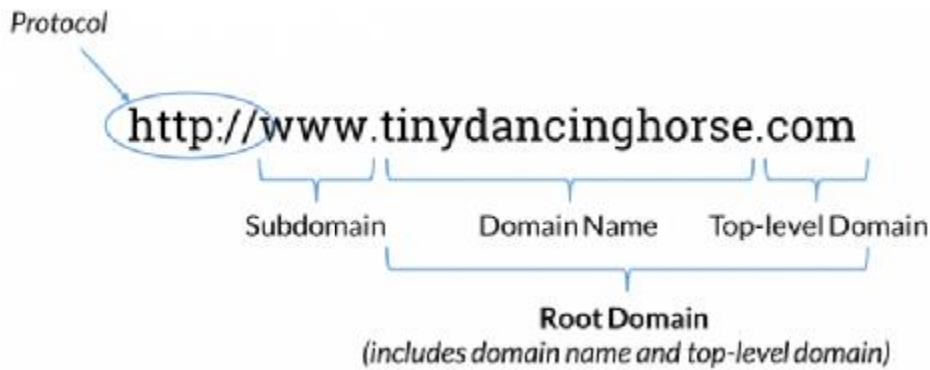 Protocol
http://www.tinydancinghorse.com
Subdomain Domain Name Top-level Domain
Root Domain
(includes domain name and top-level domain)